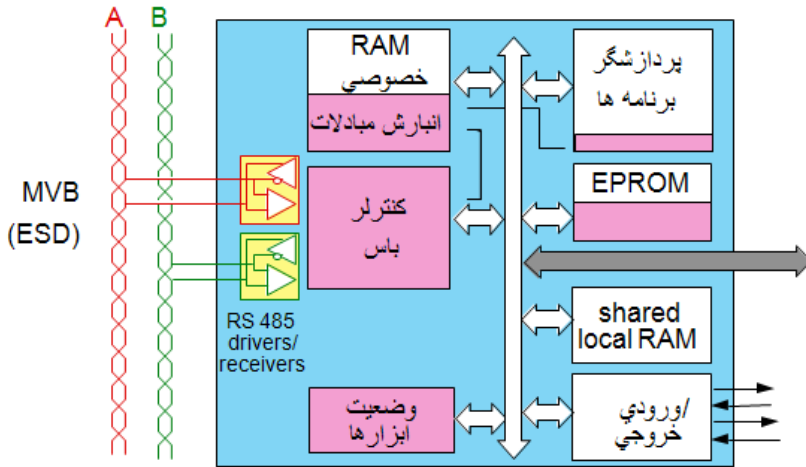 A B
MVB
(ESD)
RS 485
drivers/
receivers
RAM
خصوصي
انبارش مبادلات
کنترلر
باس
وضعيت
ابزارها
پردازشگر
برنامه ها
EPROM
shared
local RAM
ورودي/
خروجي